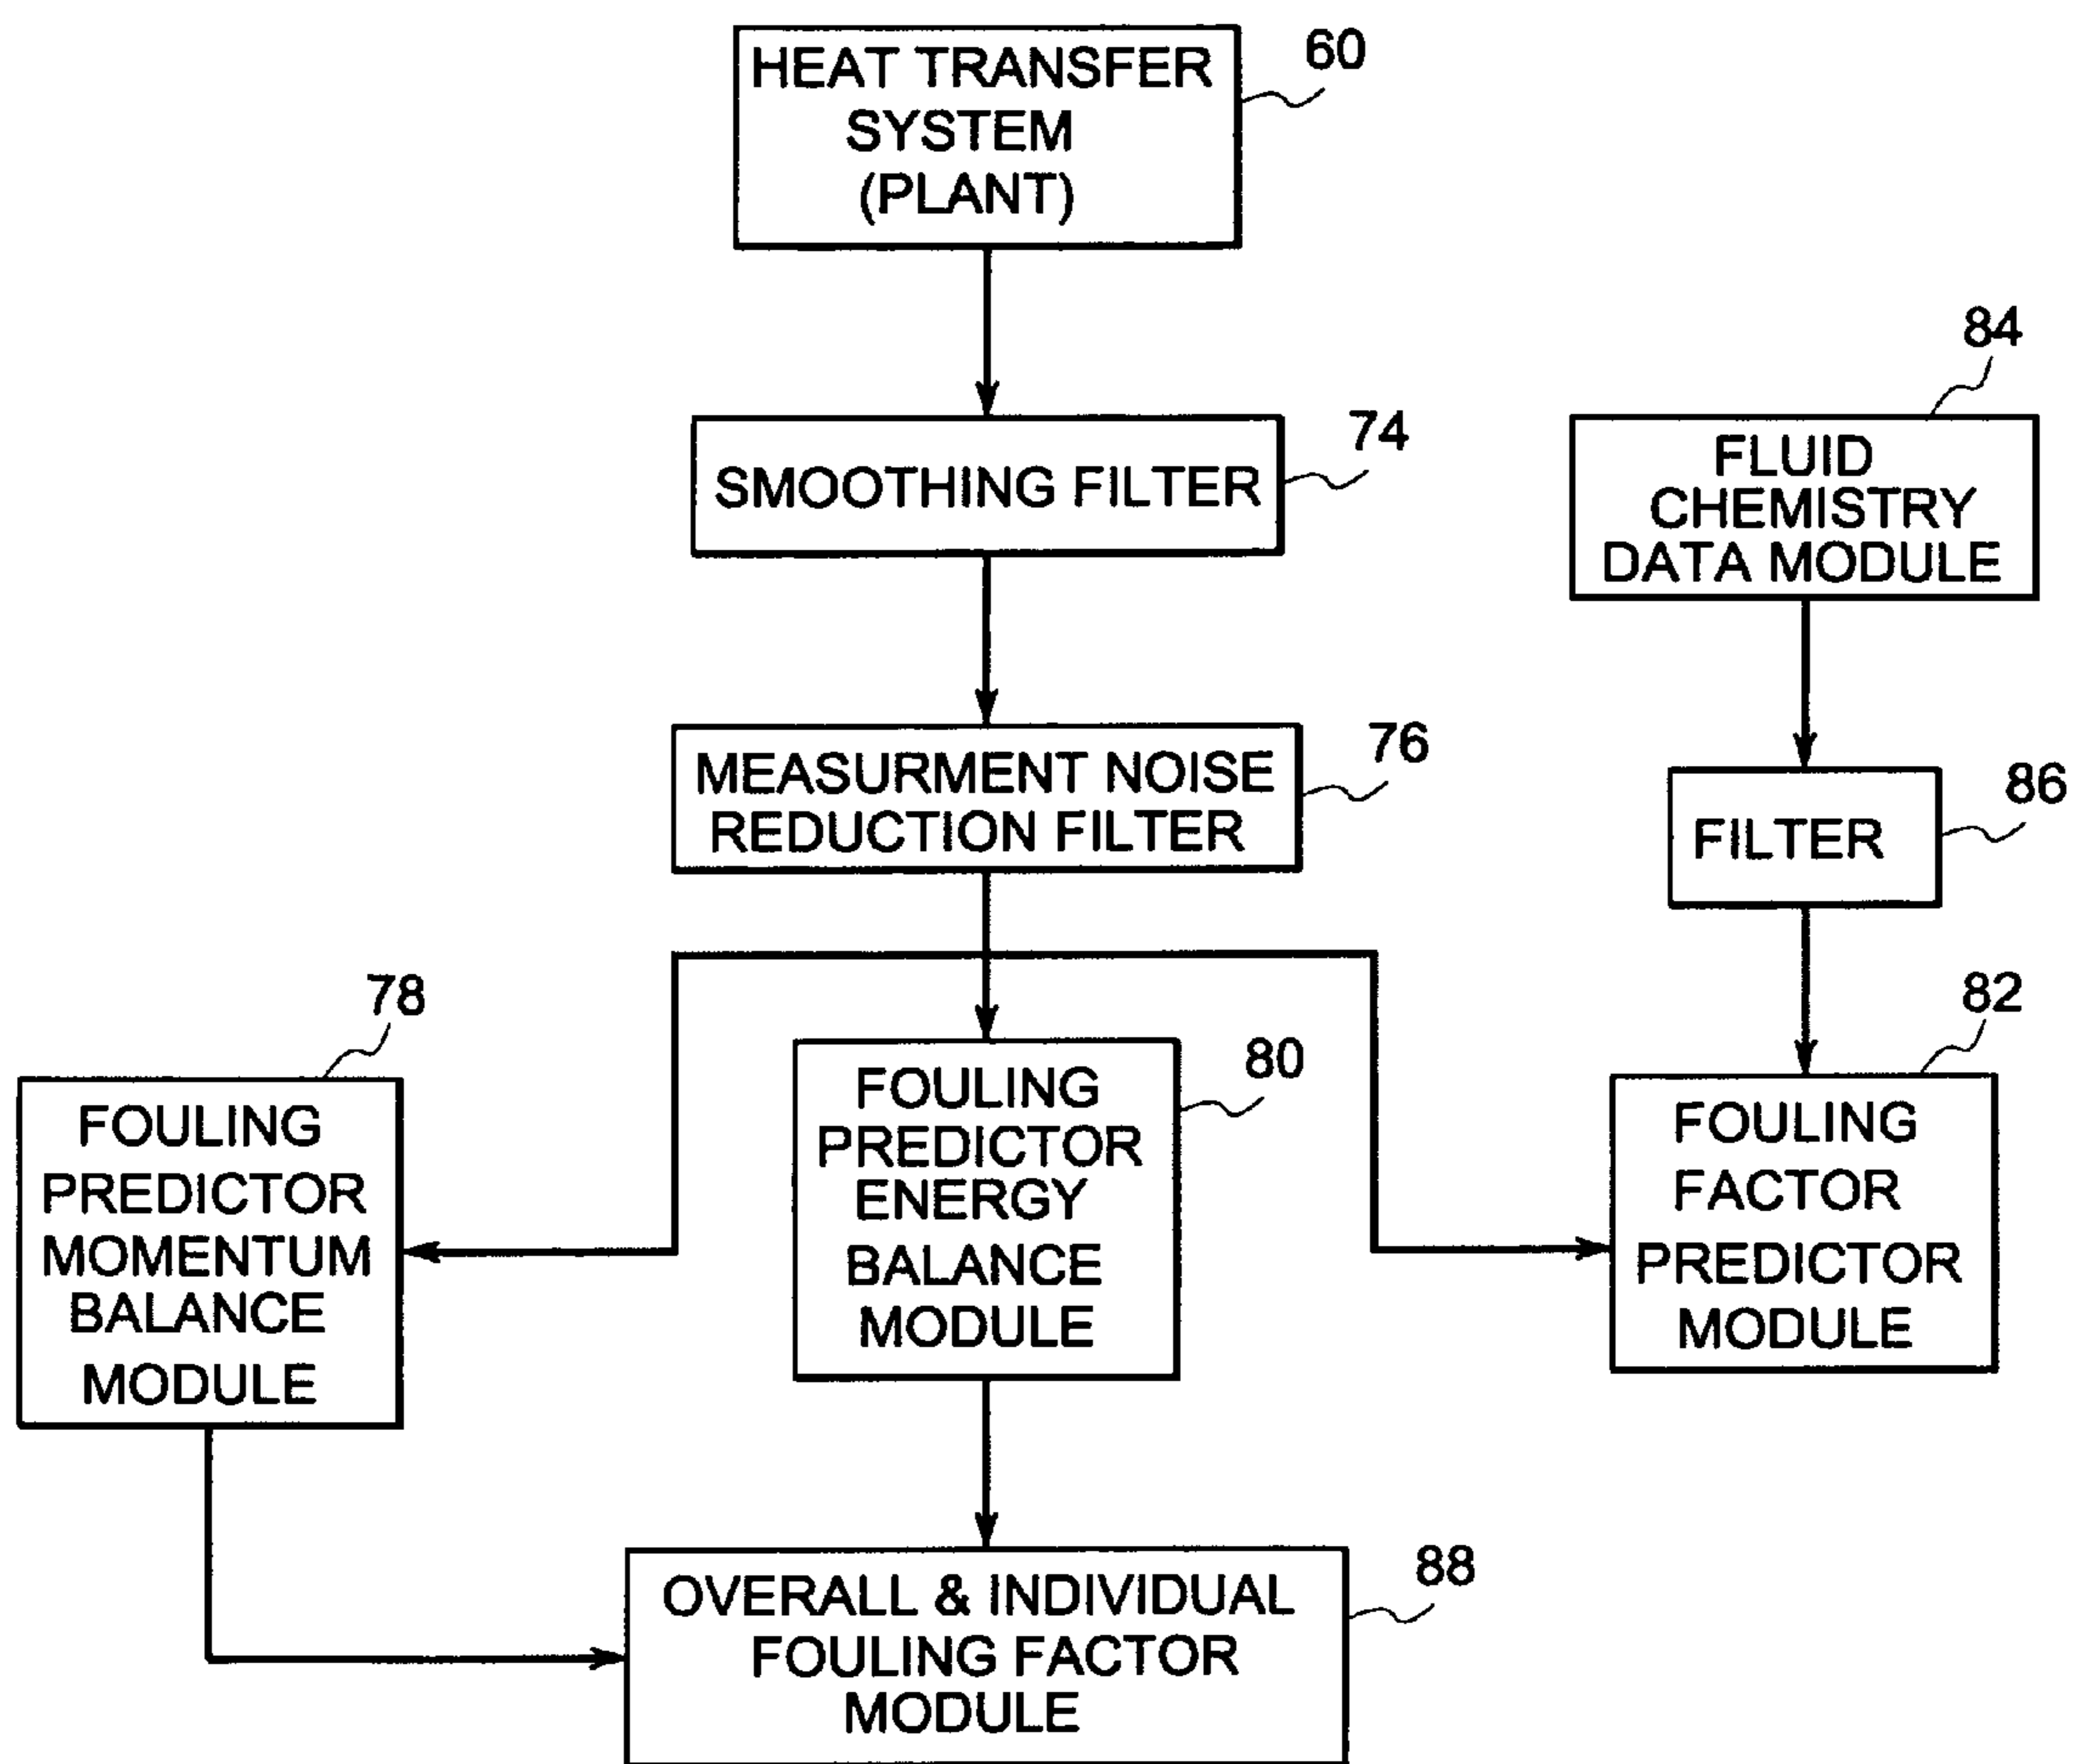 HEAT TRANSFER
SYSTEM
(PLANT)
60
84
SMOOTHING FILTER
74
FLUID
CHEMISTRY
DATA MODULE
MEASURMENT NOISE
REDUCTION FILTER
76
FILTER
86
78
FOULING
PREDICTOR
MOMENTUM
BALANCE
MODULE
80
FOULING
PREDICTOR
ENERGY
BALANCE
MODULE
82
FOULING
FACTOR
PREDICTOR
MODULE
OVERALL & INDIVIDUAL
FOULING FACTOR
MODULE
88